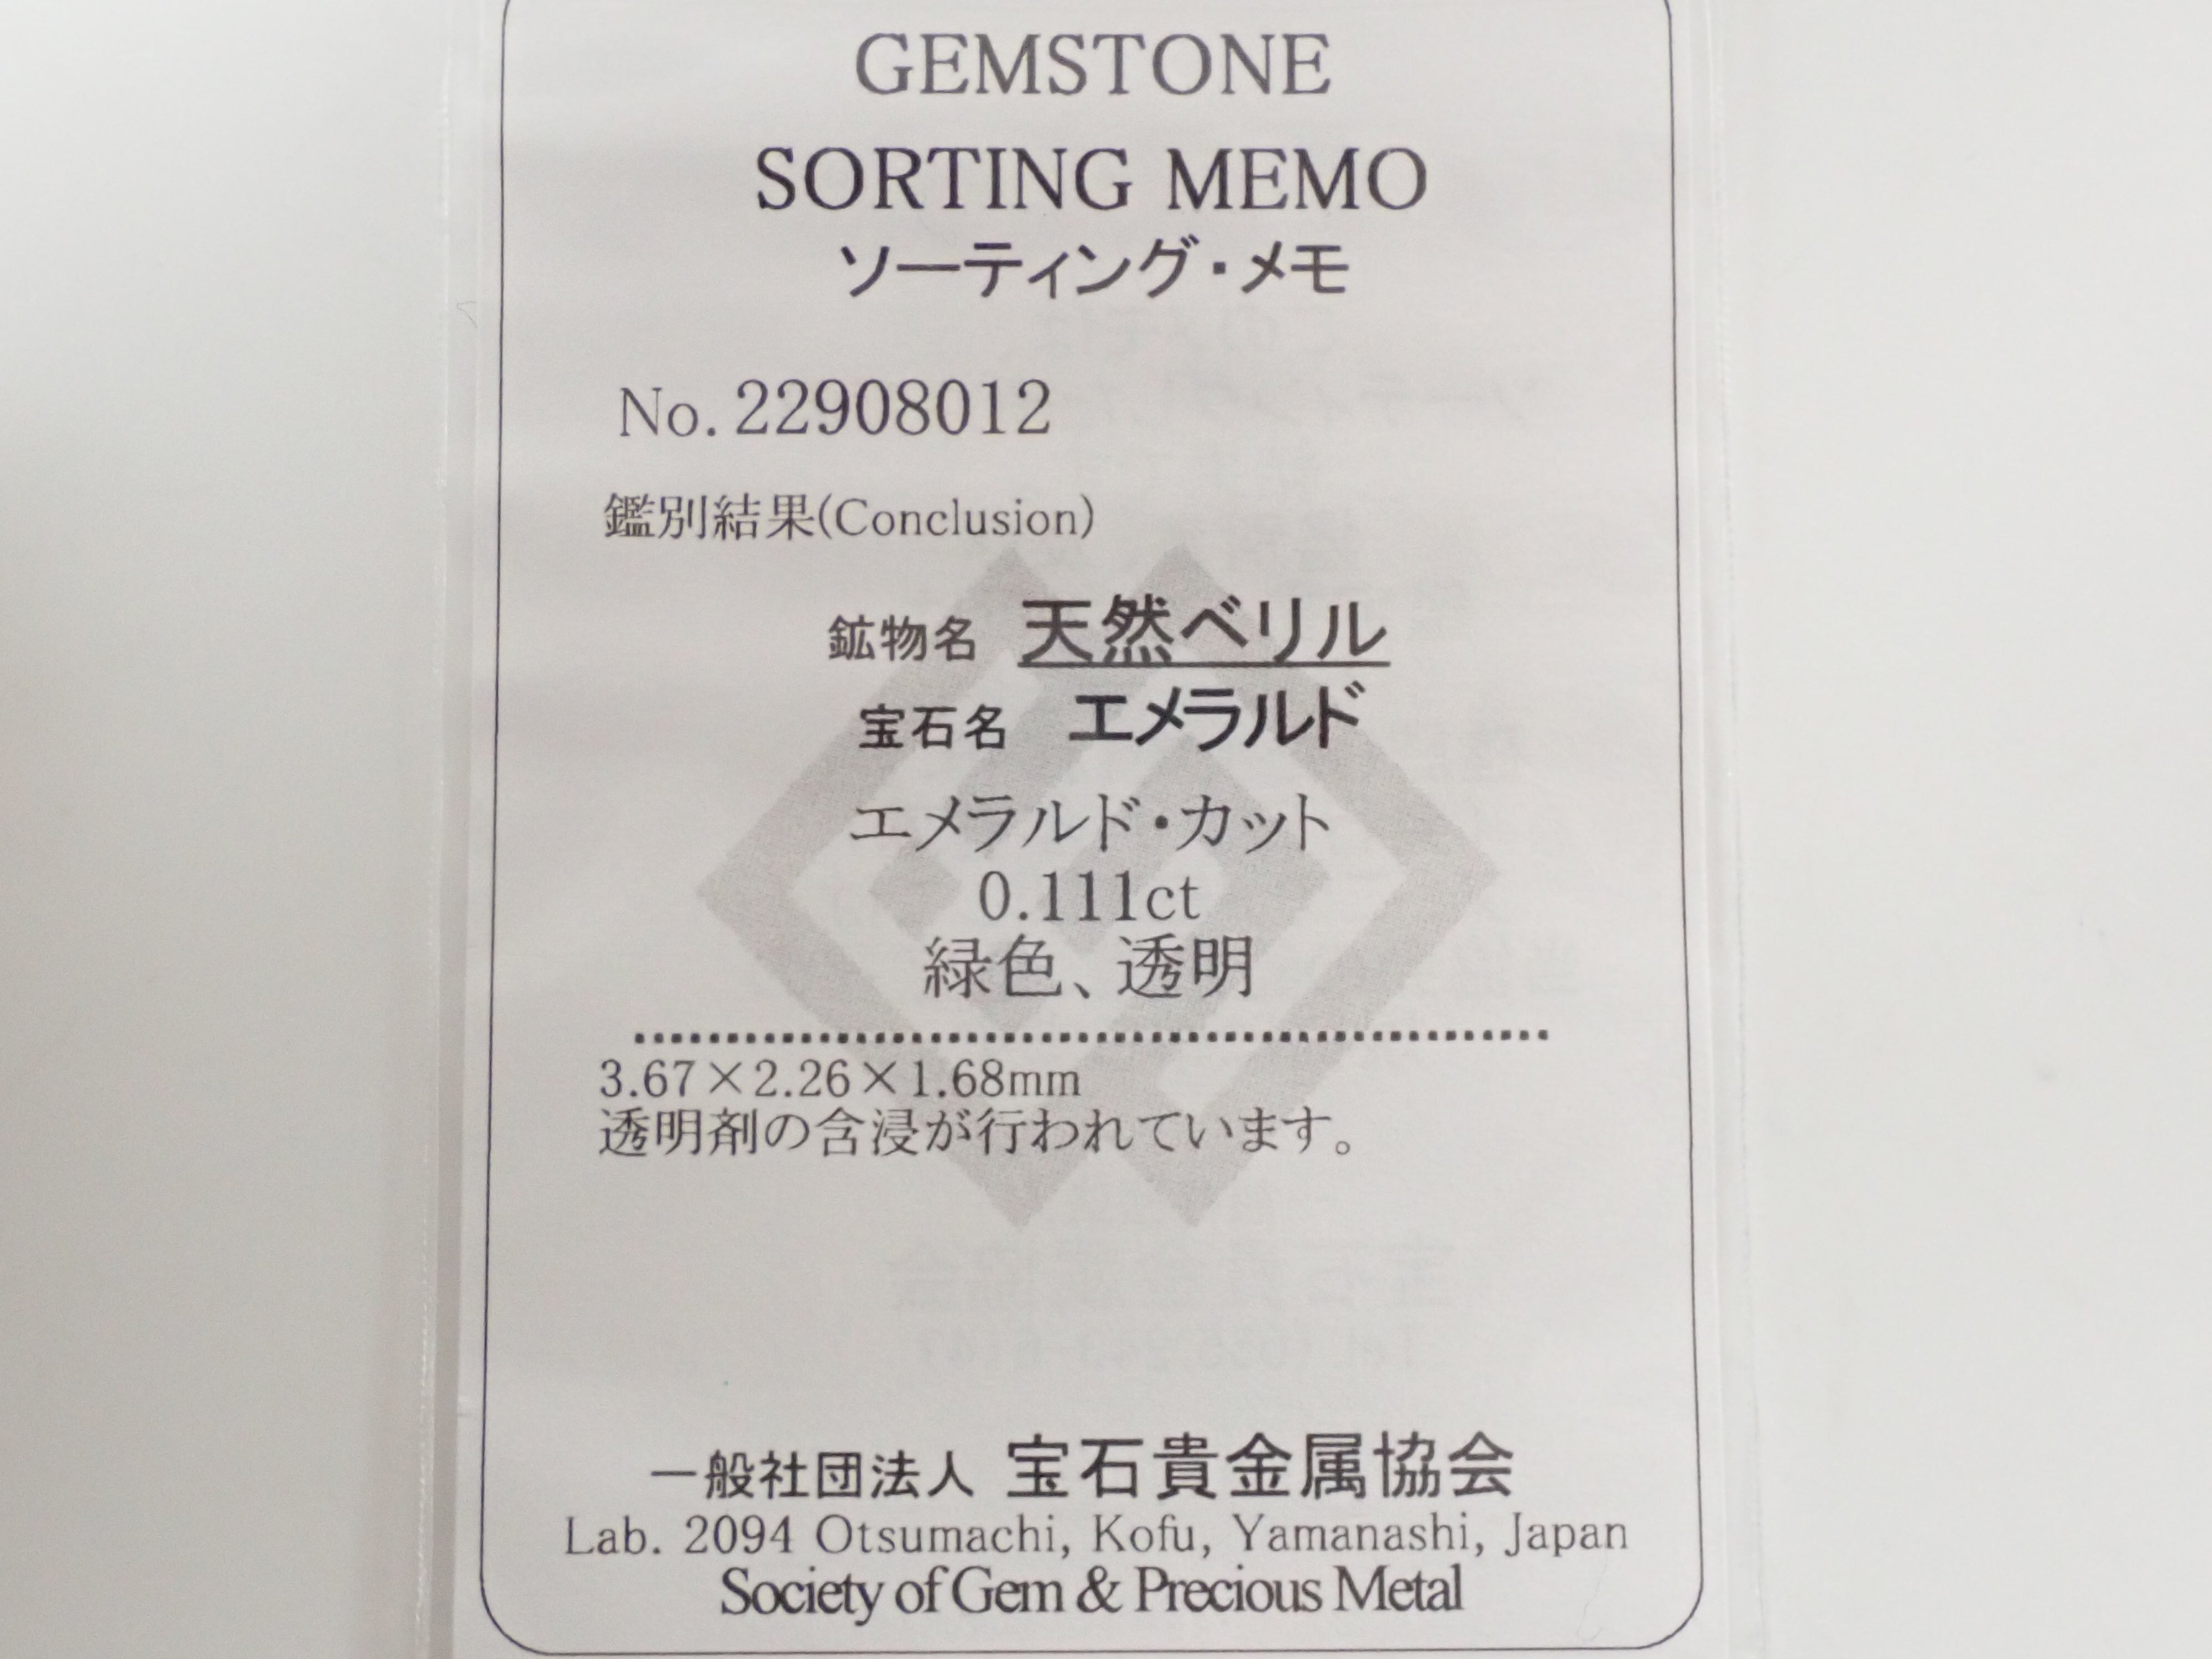 GEMSTONE
SORTING MEMO
ソーティング・メモ
No. 22908012
鑑別結果(Conclusion)
鉱物名 天然ベリル
宝石名 エメラルド
エメラルド・カット
0.111ct
緑色、透明
3.67×2.26×1.68mm
透明剤の含浸が行われています。
一般社団法人 宝石貴金属協会
Lab. 2094 Otsumachi, Kofu, Yamanashi, Japan
Society of Gem & Precious Metal